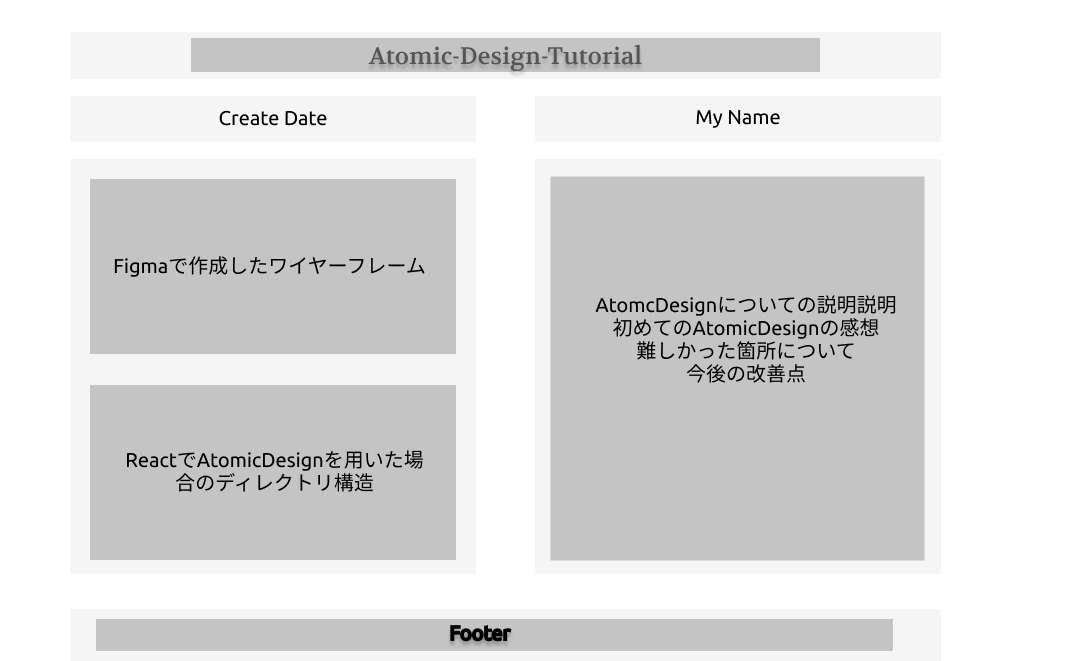 Atomic-Design-Tutorial
Create Date
My Name
Figmaで作成したワイヤーフレーム
ReactでAtomicDesignを用いた場
合のディレクトリ構造
AtomcDesignについての説明説明
初めてのAtomicDesignの感想
難しかった箇所について
今後の改善点
Footer